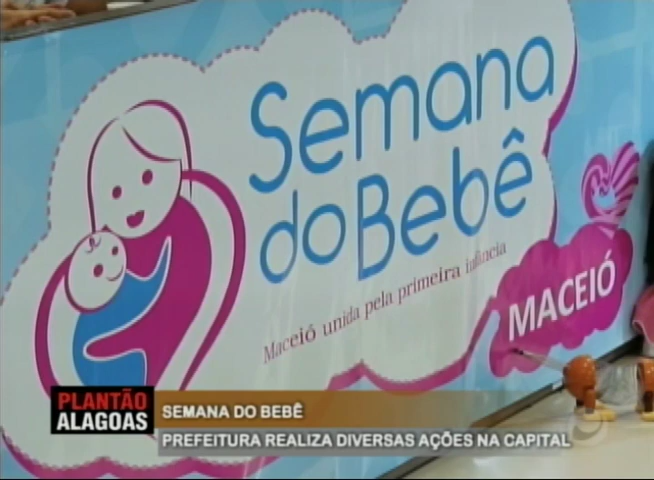 Semana
do Bebê
Maceió unida pela primeira infância
MACEIÓ
PLANTÃO
ALAGOAS
SEMANA DO BEBÊ
PREFEITURA REALIZA DIVERSAS AÇÕES NA CAPITAL